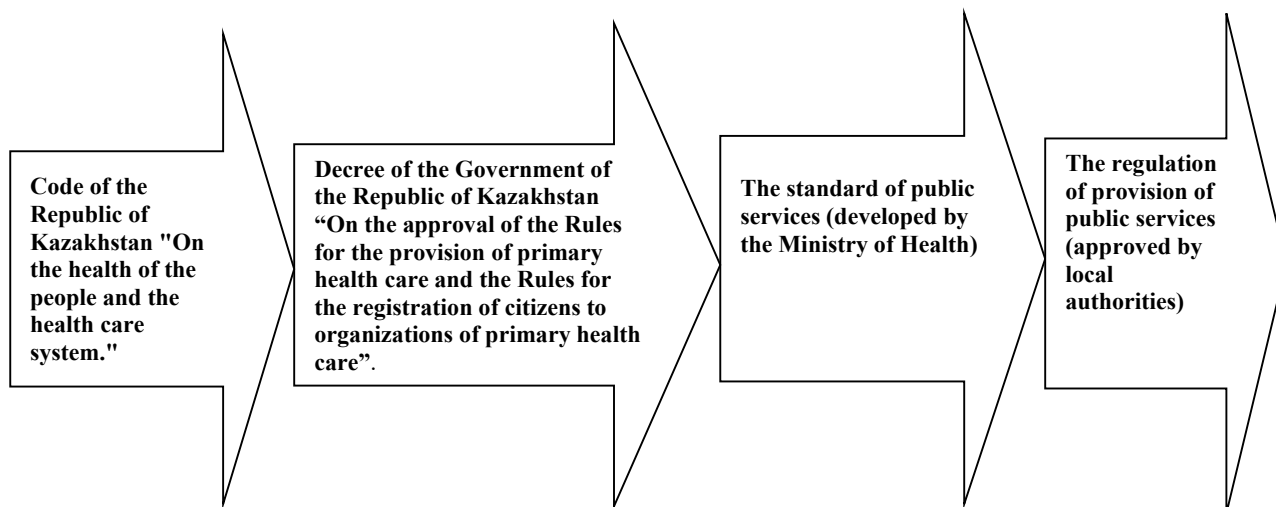 Code of the
Republic of
Kazakhstan "On
the health of the
people and the
health care
system."
Decree of the Government of
the Republic of Kazakhstan
“On the approval of the Rules
for the provision of primary
health care and the Rules for
the registration of citizens to
organizations of primary health
care”.
The standard of public
services (developed by
the Ministry of Health)
The regulation
of provision of
public services
(approved by
local
authorities)